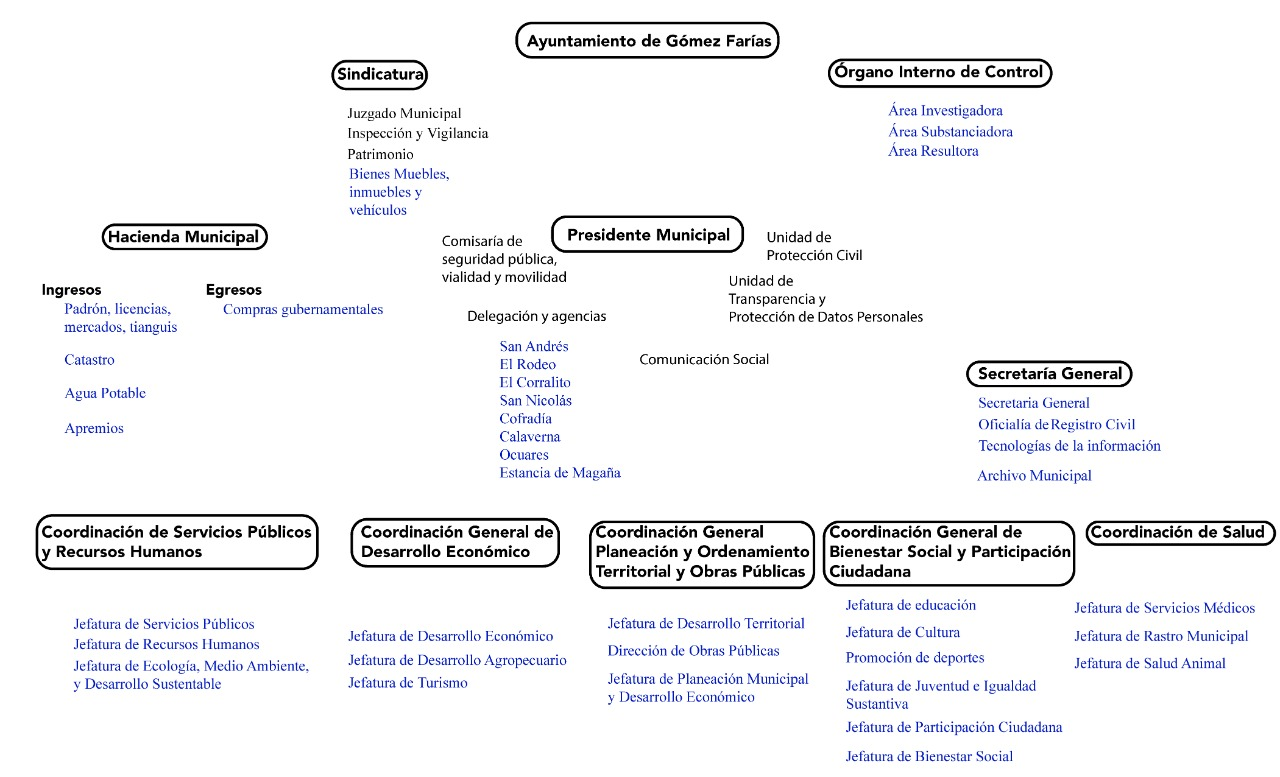 Ayuntamiento de Gómez Farías
Sindicatura
Juzgado Municipal
Inspección y Vigilancia
Patrimonio
Bienes Muebles,
inmuebles y
vehículos
Órgano Interno de Control
Área Investigadora
Área Substanciadora
Área Resultora
Hacienda Municipal
Ingresos
Padrón, licencias,
mercados, tianguis
Catastro
Agua Potable
Apremios
Egresos
Compras gubernamentales
Presidente Municipal
Comisaría de
seguridad pública,
vialidad y movilidad
Delegación y agencias
San Andrés
El Rodeo
El Corralito
San Nicolás
Cofradía
Calaverna
Ocuares
Estancia de Magaña
Unidad de
Protección Civil
Unidad de
Transparencia y
Protección de Datos Personales
Comunicación Social
Secretaría General
Secretaria General
Oficialía de Registro Civil
Tecnologías de la información
Archivo Municipal
Coordinación de Servicios Públicos
y Recursos Humanos
Jefatura de Servicios Públicos
Jefatura de Recursos Humanos
Jefatura de Ecología, Medio Ambiente,
y Desarrollo Sustentable
Coordinación General de
Desarrollo Económico
Jefatura de Desarrollo Económico
Jefatura de Desarrollo Agropecuario
Jefatura de Turismo
Coordinación General
Planeación y Ordenamiento
Territorial y Obras Públicas
Jefatura de Desarrollo Territorial
Dirección de Obras Públicas
Jefatura de Planeación Municipal
y Desarrollo Económico
Coordinación General de
Bienestar Social y Participación
Ciudadana
Jefatura de educación
Jefatura de Cultura
Promoción de deportes
Jefatura de Juventud e Igualdad
Sustantiva
Jefatura de Participación Ciudadana
Jefatura de Bienestar Social
Coordinación de Salud
Jefatura de Servicios Médicos
Jefatura de Rastro Municipal
Jefatura de Salud Animal